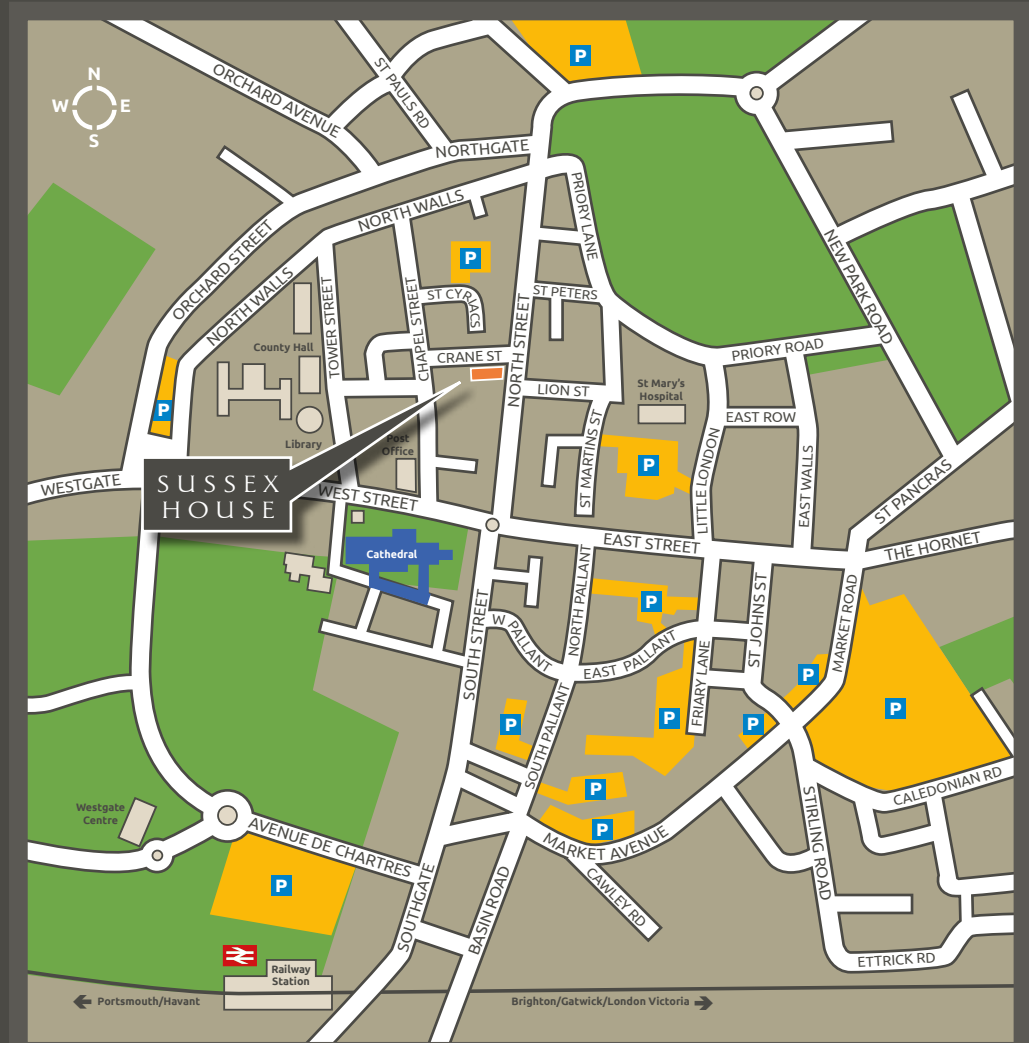 P
N
W E
S
ORCHARD AVENUE
ST PAULS RD
NORTHGATE
NORTH WALLS
PRIORY LANE
ORCHARD STREET
NORTH WALLS
P
NEW PARK ROAD
TOWER STREET
CHAPEL STREET
ST CYRIACS
ST PETERS
NORTH STREET
County Hall
CRANE ST
PRIORY ROAD
LION ST
St Mary's
Hospital
P
Library
Post
Office
ST MARTINS ST
EAST ROW
LITTLE LONDON
EAST WALLS
P
ST PANCRAS
WESTGATE
SUSSEX
HOUSE
WEST STREET
EAST STREET
THE HORNET
Cathedral
SOUTH STREET
W PALLANT
NORTH PALLANT
P
EAST PALLANT
ST JOHNS ST
MARKET ROAD
FRIARY LANE
P
P
P
P
P
SOUTH PALLANT
P
CALEDONIAN RD
Westgate
Centre
AVENUE DE CHARTRES
P
MARKET AVENUE
STIRLING ROAD
CAWLEY RD
P
SOUTHGATE
BASIN ROAD
ETTRICK RD
Railway
Station
Portsmouth/Havant
Brighton/Gatwick/London Victoria